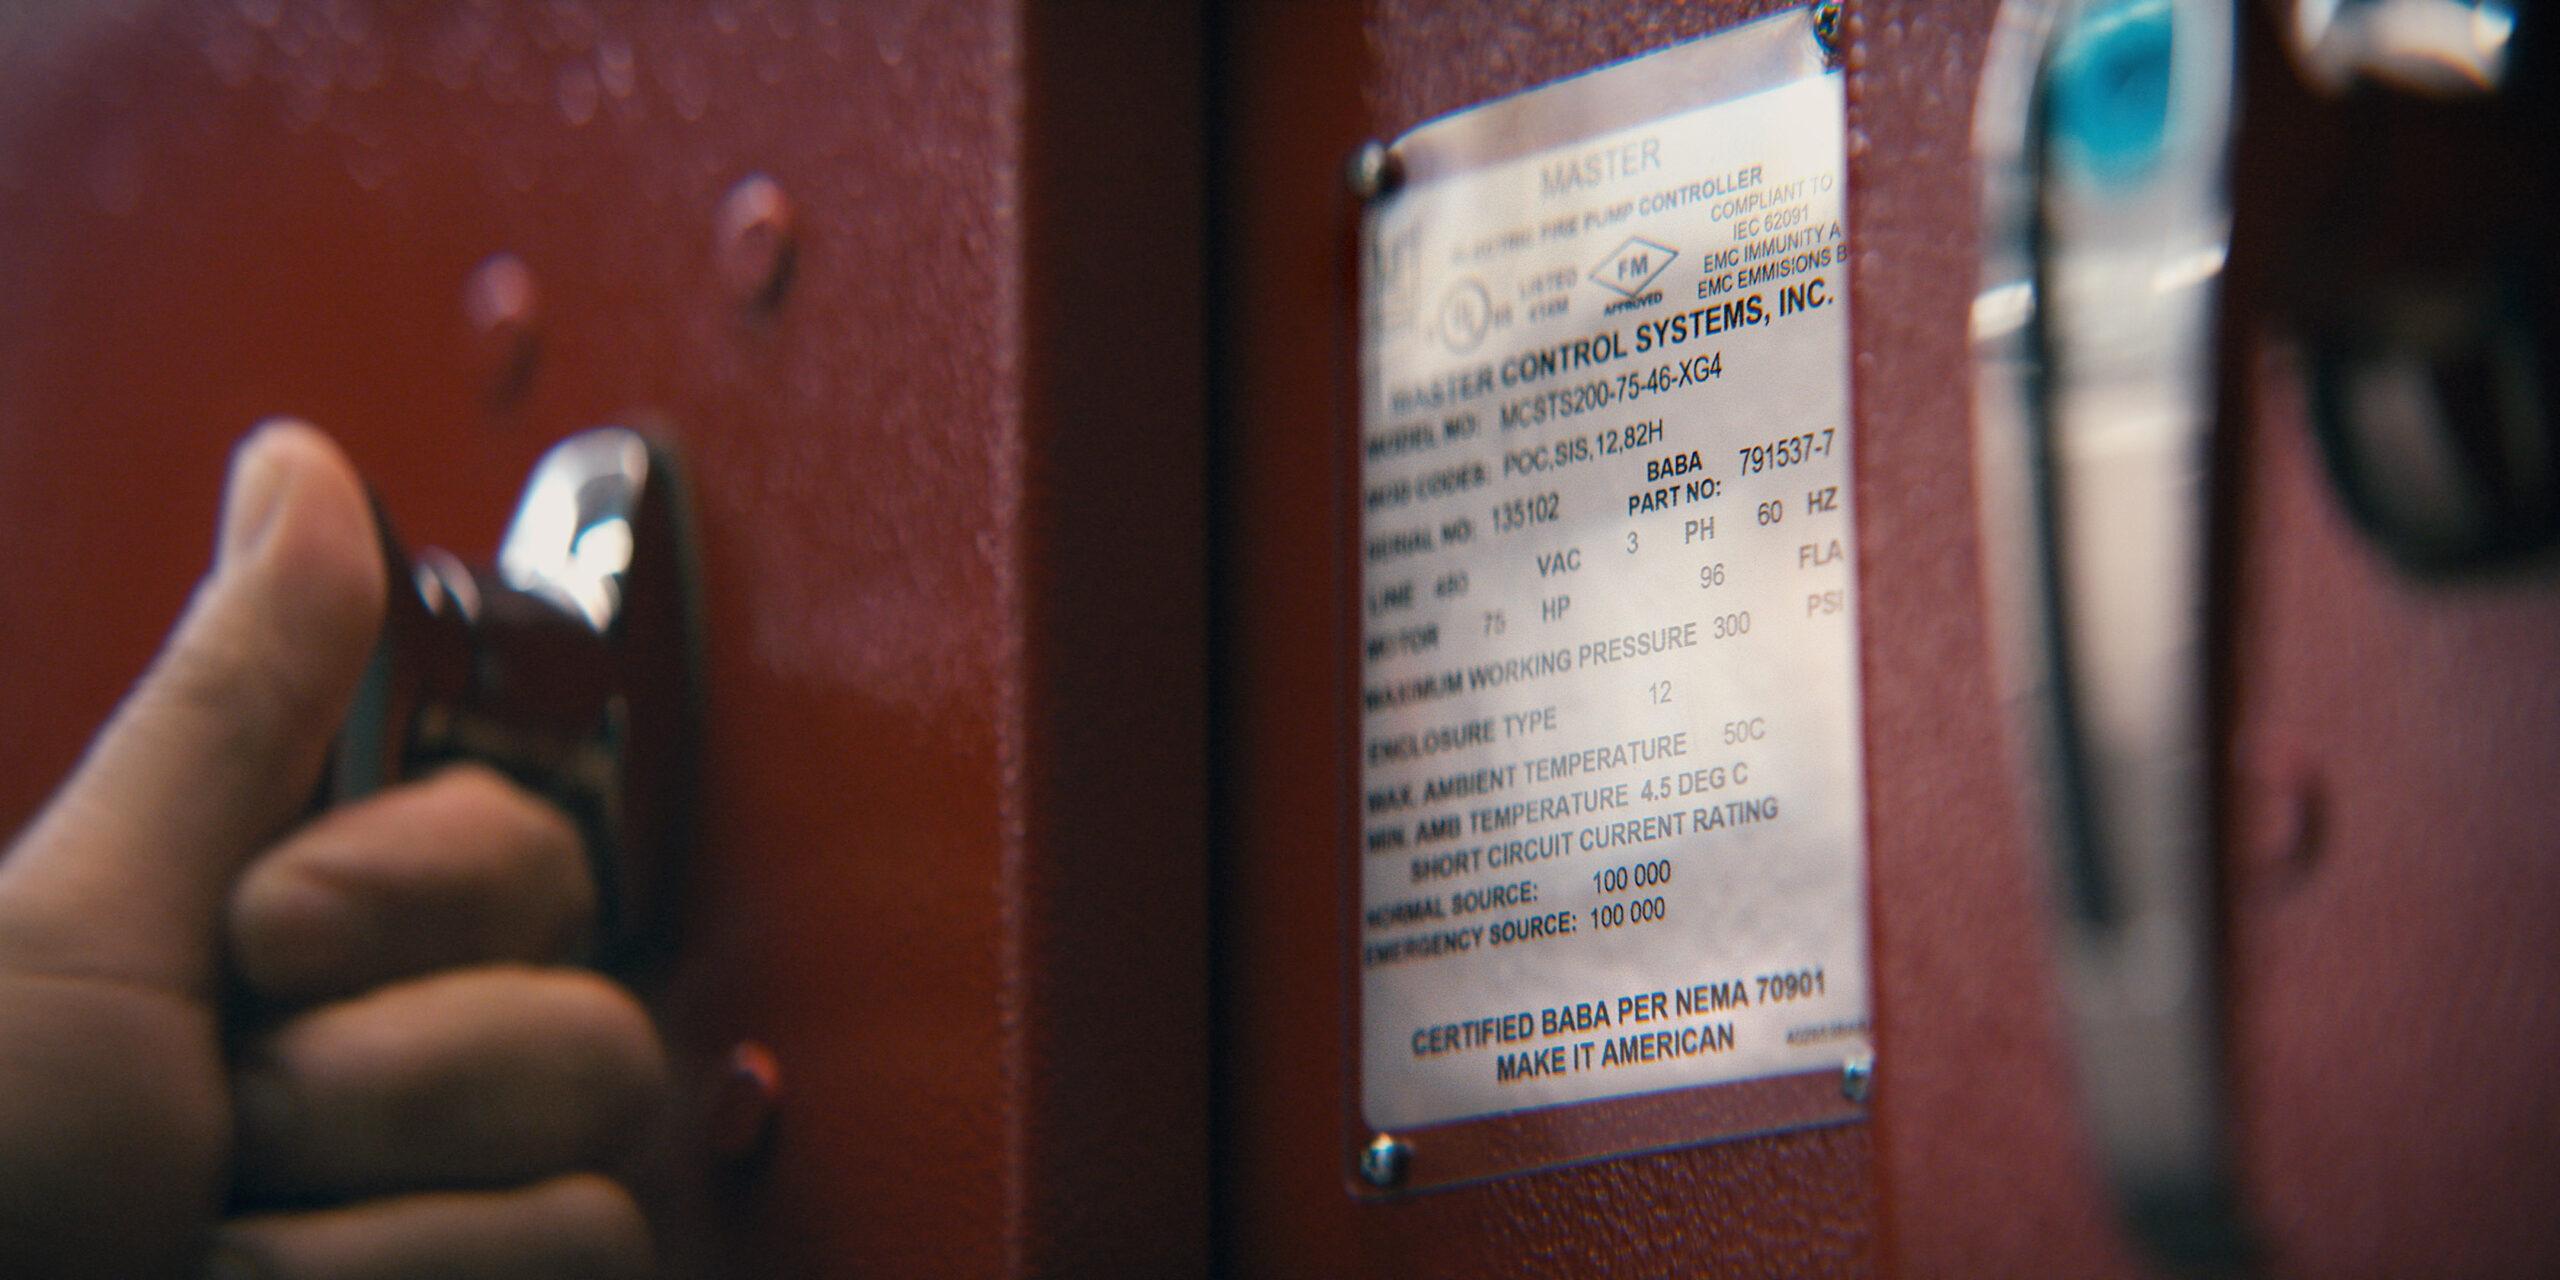 MASTER
ELECTRIC FIRE PUMP CONTROLLER
UL LISTED
FM
APPROVED
COMPLIANT TO
IEC 62091
EMC IMMUNITY A
EMC EMMISIONS B
MASTER CONTROL SYSTEMS, INC.
MODEL NO: MCSTS200-75-46-XG4
MOD CODES: POC,SIS,12,82H
SERIAL NO: 135102 BABA PART NO: 791537-7
LINE 480 VAC 3 PH 60 HZ
MOTOR 75 HP 96 FLA
MAXIMUM WORKING PRESSURE 300 PSI
ENCLOSURE TYPE 12
MAX. AMBIENT TEMPERATURE 50C
MIN. AMB TEMPERATURE 4.5 DEG C
SHORT CIRCUIT CURRENT RATING
NORMAL SOURCE: 100 000
EMERGENCY SOURCE: 100 000
CERTIFIED BABA PER NEMA 70901
MAKE IT AMERICAN